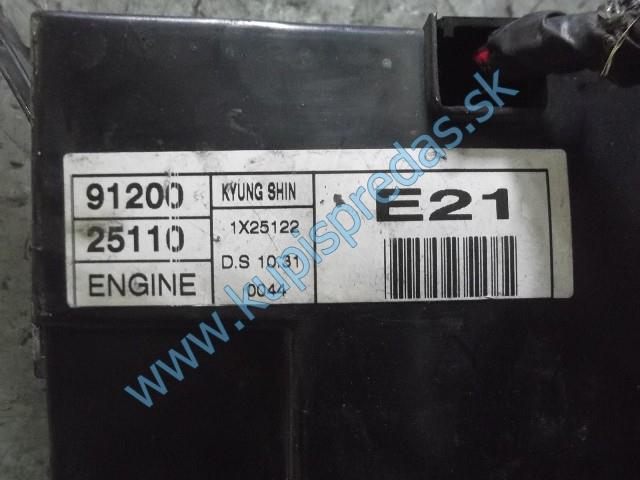 91200
25110
ENGINE
KYUNG SHIN
1X25122
D.S 10.31
0044
E21
www.kupispredas.sk